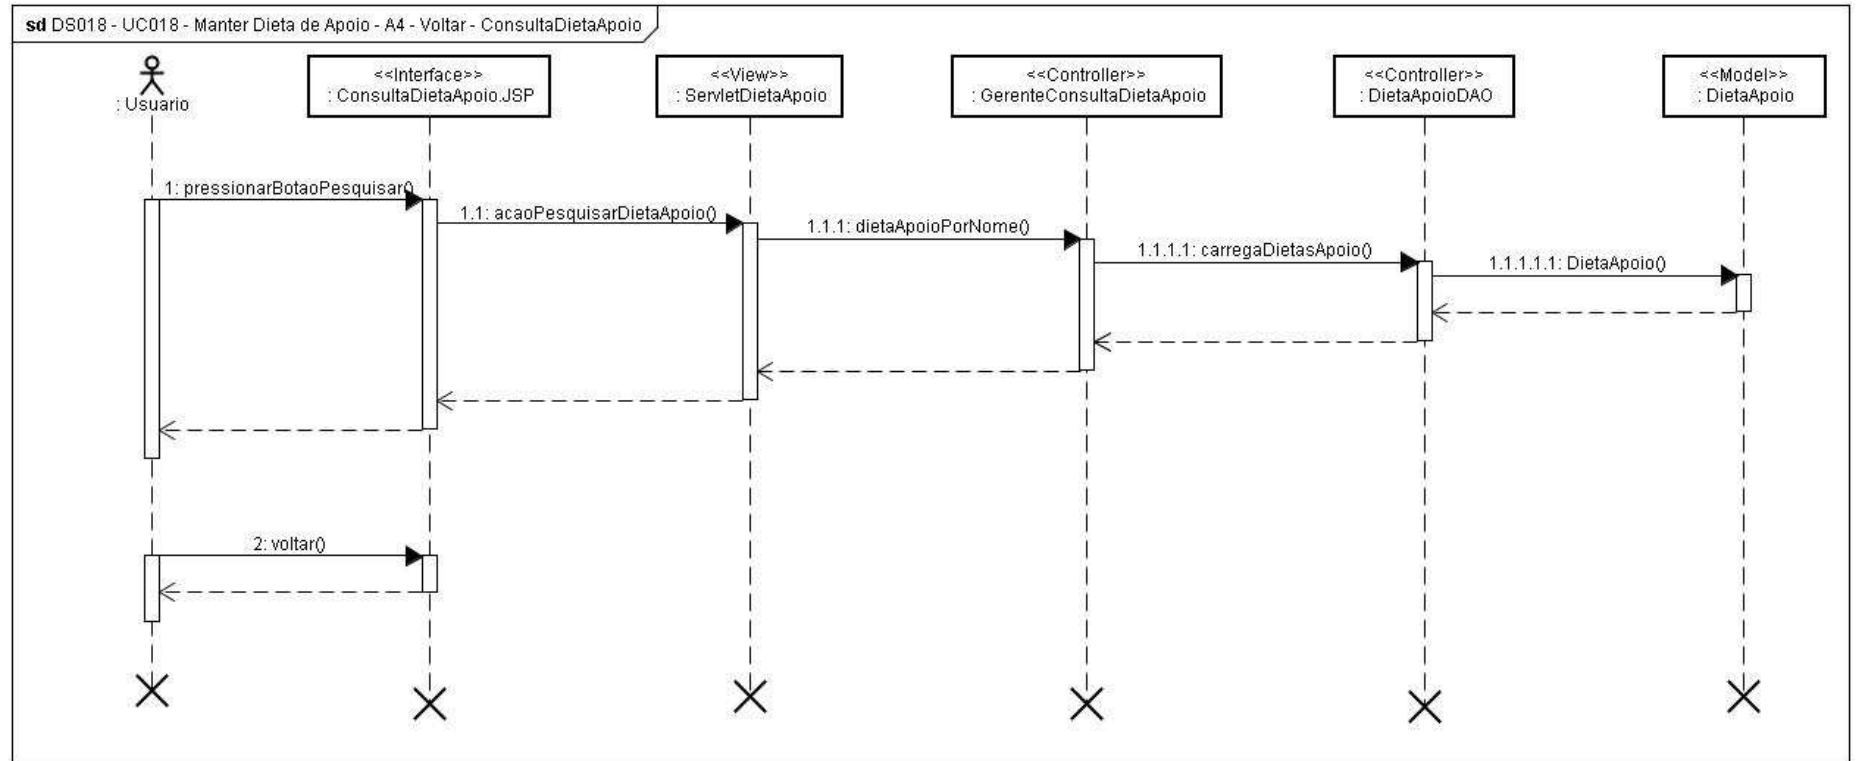 sd DS018 - UC018 - Manter Dieta de Apoio - A4 - Voltar - ConsultaDietaApoio
: Usuario
<<Interface>>
: ConsultaDietaApoio.JSP
<<View>>
: ServletDietaApoio
<<Controller>>
: GerenteConsultaDietaApoio
<<Controller>>
: DietaApoioDAO
<<Model>>
: DietaApoio
1: pressionarBotaoPesquisar()
1.1: acaoPesquisarDietaApoio()
1.1.1: dietaApoioPorNome()
1.1.1.1: carregaDietasApoio()
1.1.1.1.1: DietaApoio()
2: voltar()